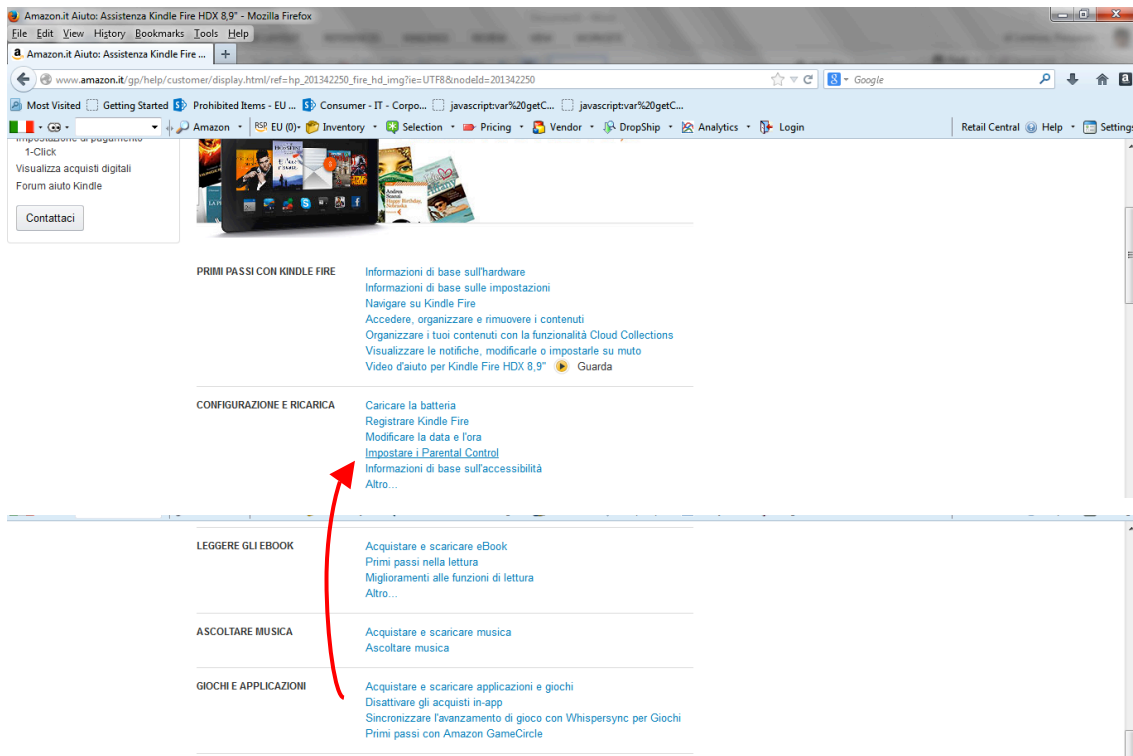 Amazon.it Aiuto: Assistenza Kindle Fire HDX 8,9" - Mozilla Firefox
File Edit View History Bookmarks Tools Help
Amazon.it Aiuto: Assistenza Kindle Fire ... +
www.amazon.it/gp/help/customer/display.html/ref=hp_201342250_fire_hd_img?ie=UTF8&nodeId=201342250
Google
Most Visited Getting Started Prohibited Items - EU ... Consumer - IT - Corpo... javascript:var%20getC... javascript:var%20getC...
Amazon RSP EU (0)- Inventory Selection Pricing Vendor DropShip Analytics Login Retail Central Help Settings
Impostazione di pagamento
1-Click
Visualizza acquisti digitali
Forum aiuto Kindle
Contattaci
PRIMI PASSI CON KINDLE FIRE
Informazioni di base sull'hardware
Informazioni di base sulle impostazioni
Navigare su Kindle Fire
Accedere, organizzare e rimuovere i contenuti
Organizzare i tuoi contenuti con la funzionalità Cloud Collections
Visualizzare le notifiche, modificarle o impostarle su muto
Video d'aiuto per Kindle Fire HDX 8,9" Guarda
CONFIGURAZIONE E RICARICA
Caricare la batteria
Registrare Kindle Fire
Modificare la data e l'ora
Impostare i Parental Control
Informazioni di base sull'accessibilità
Altro...
LEGGERE GLI EBOOK
Acquistare e scaricare eBook
Primi passi nella lettura
Miglioramenti alle funzioni di lettura
Altro...
ASCOLTARE MUSICA
Acquistare e scaricare musica
Ascoltare musica
GIOCHI E APPLICAZIONI
Acquistare e scaricare applicazioni e giochi
Disattivare gli acquisti in-app
Sincronizzare l'avanzamento di gioco con Whispersync per Giochi
Primi passi con Amazon GameCircle